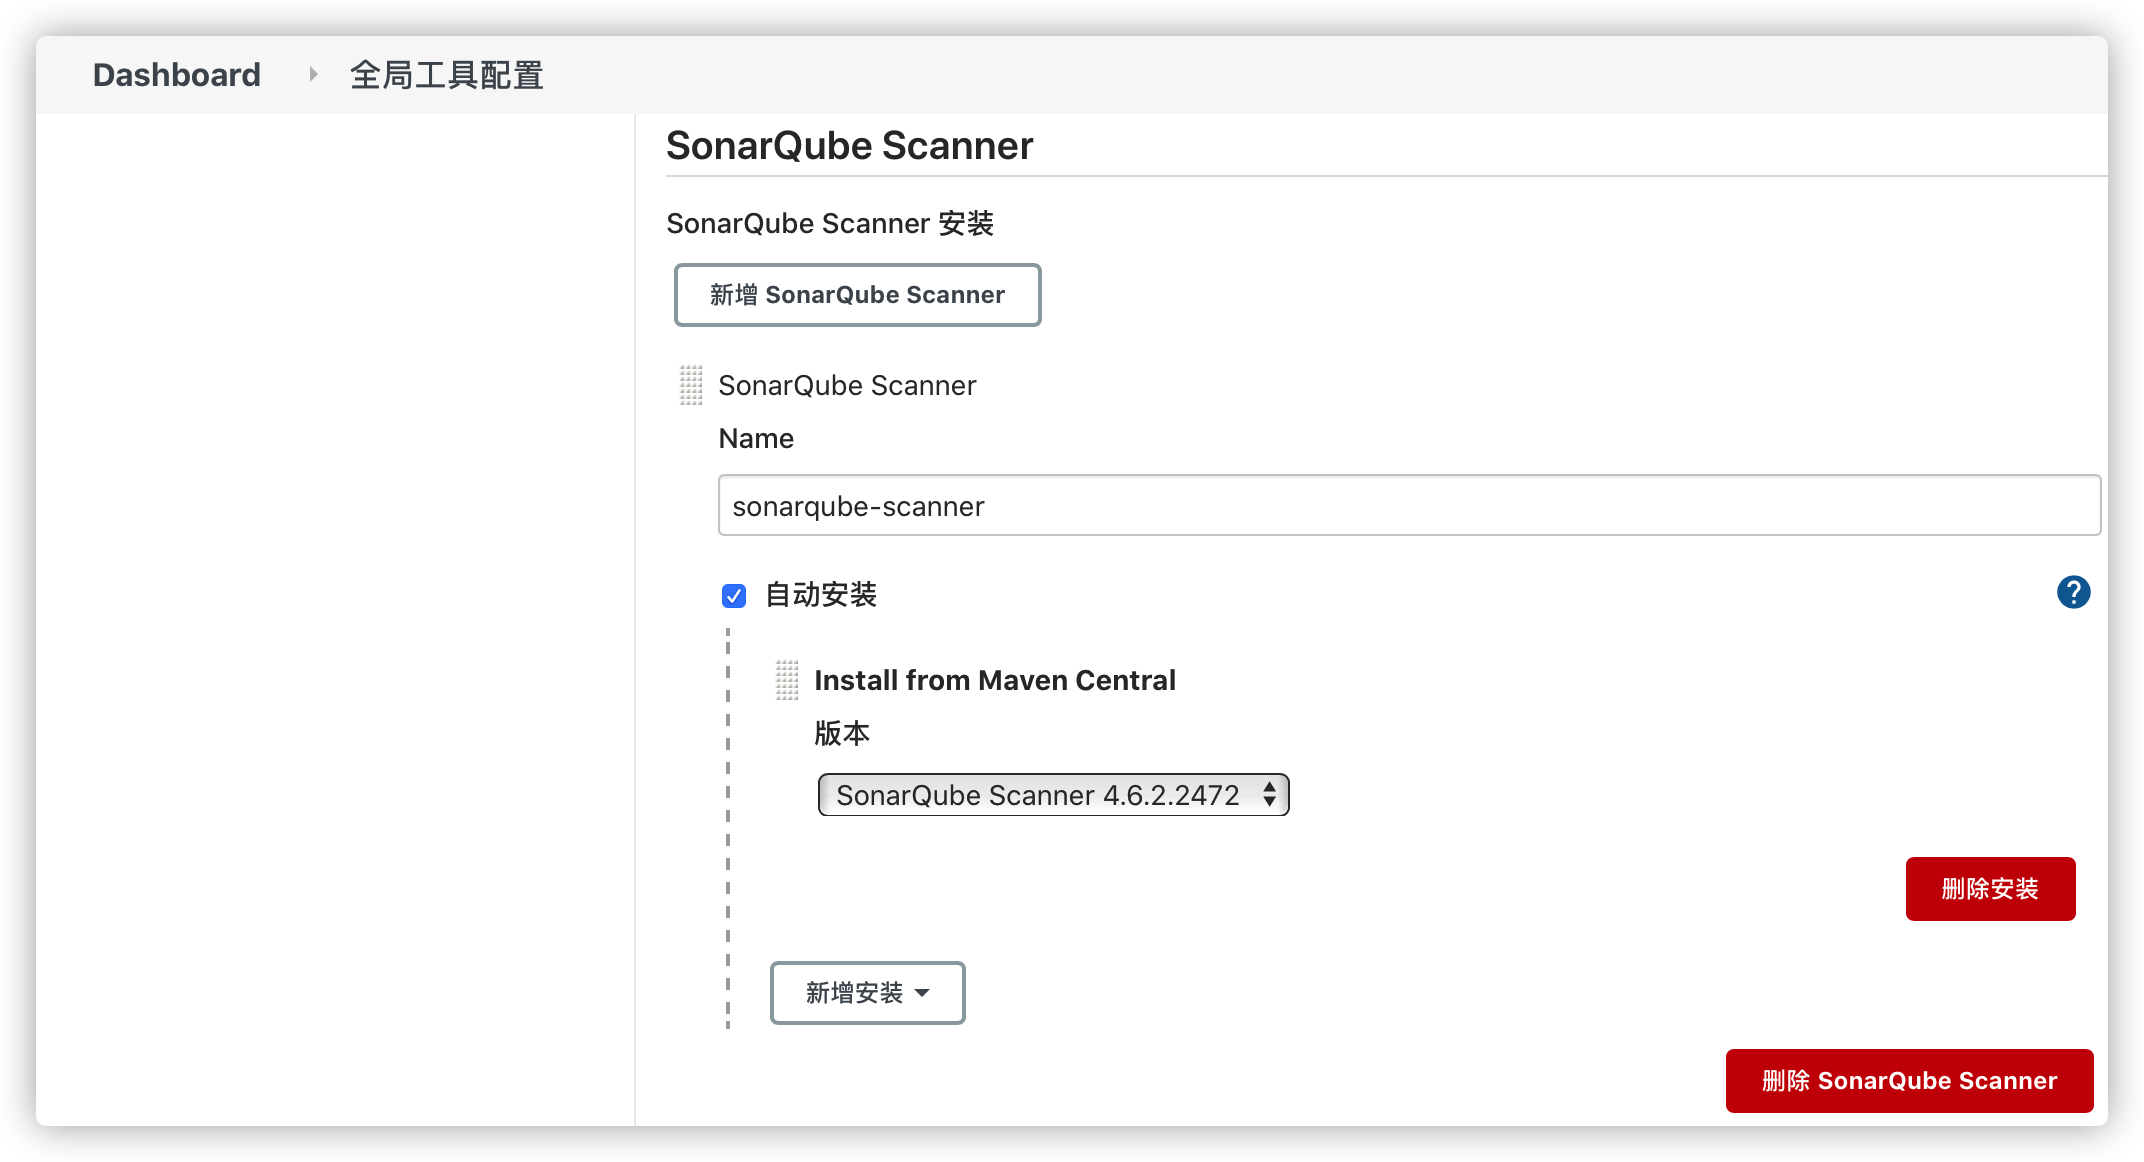 Dashboard 全局工具配置
SonarQube Scanner
SonarQube Scanner 安装
新增 SonarQube Scanner
SonarQube Scanner
Name
sonarqube-scanner
自动安装
?
Install from Maven Central
版本
SonarQube Scanner 4.6.2.2472
删除安装
新增安装
删除 SonarQube Scanner